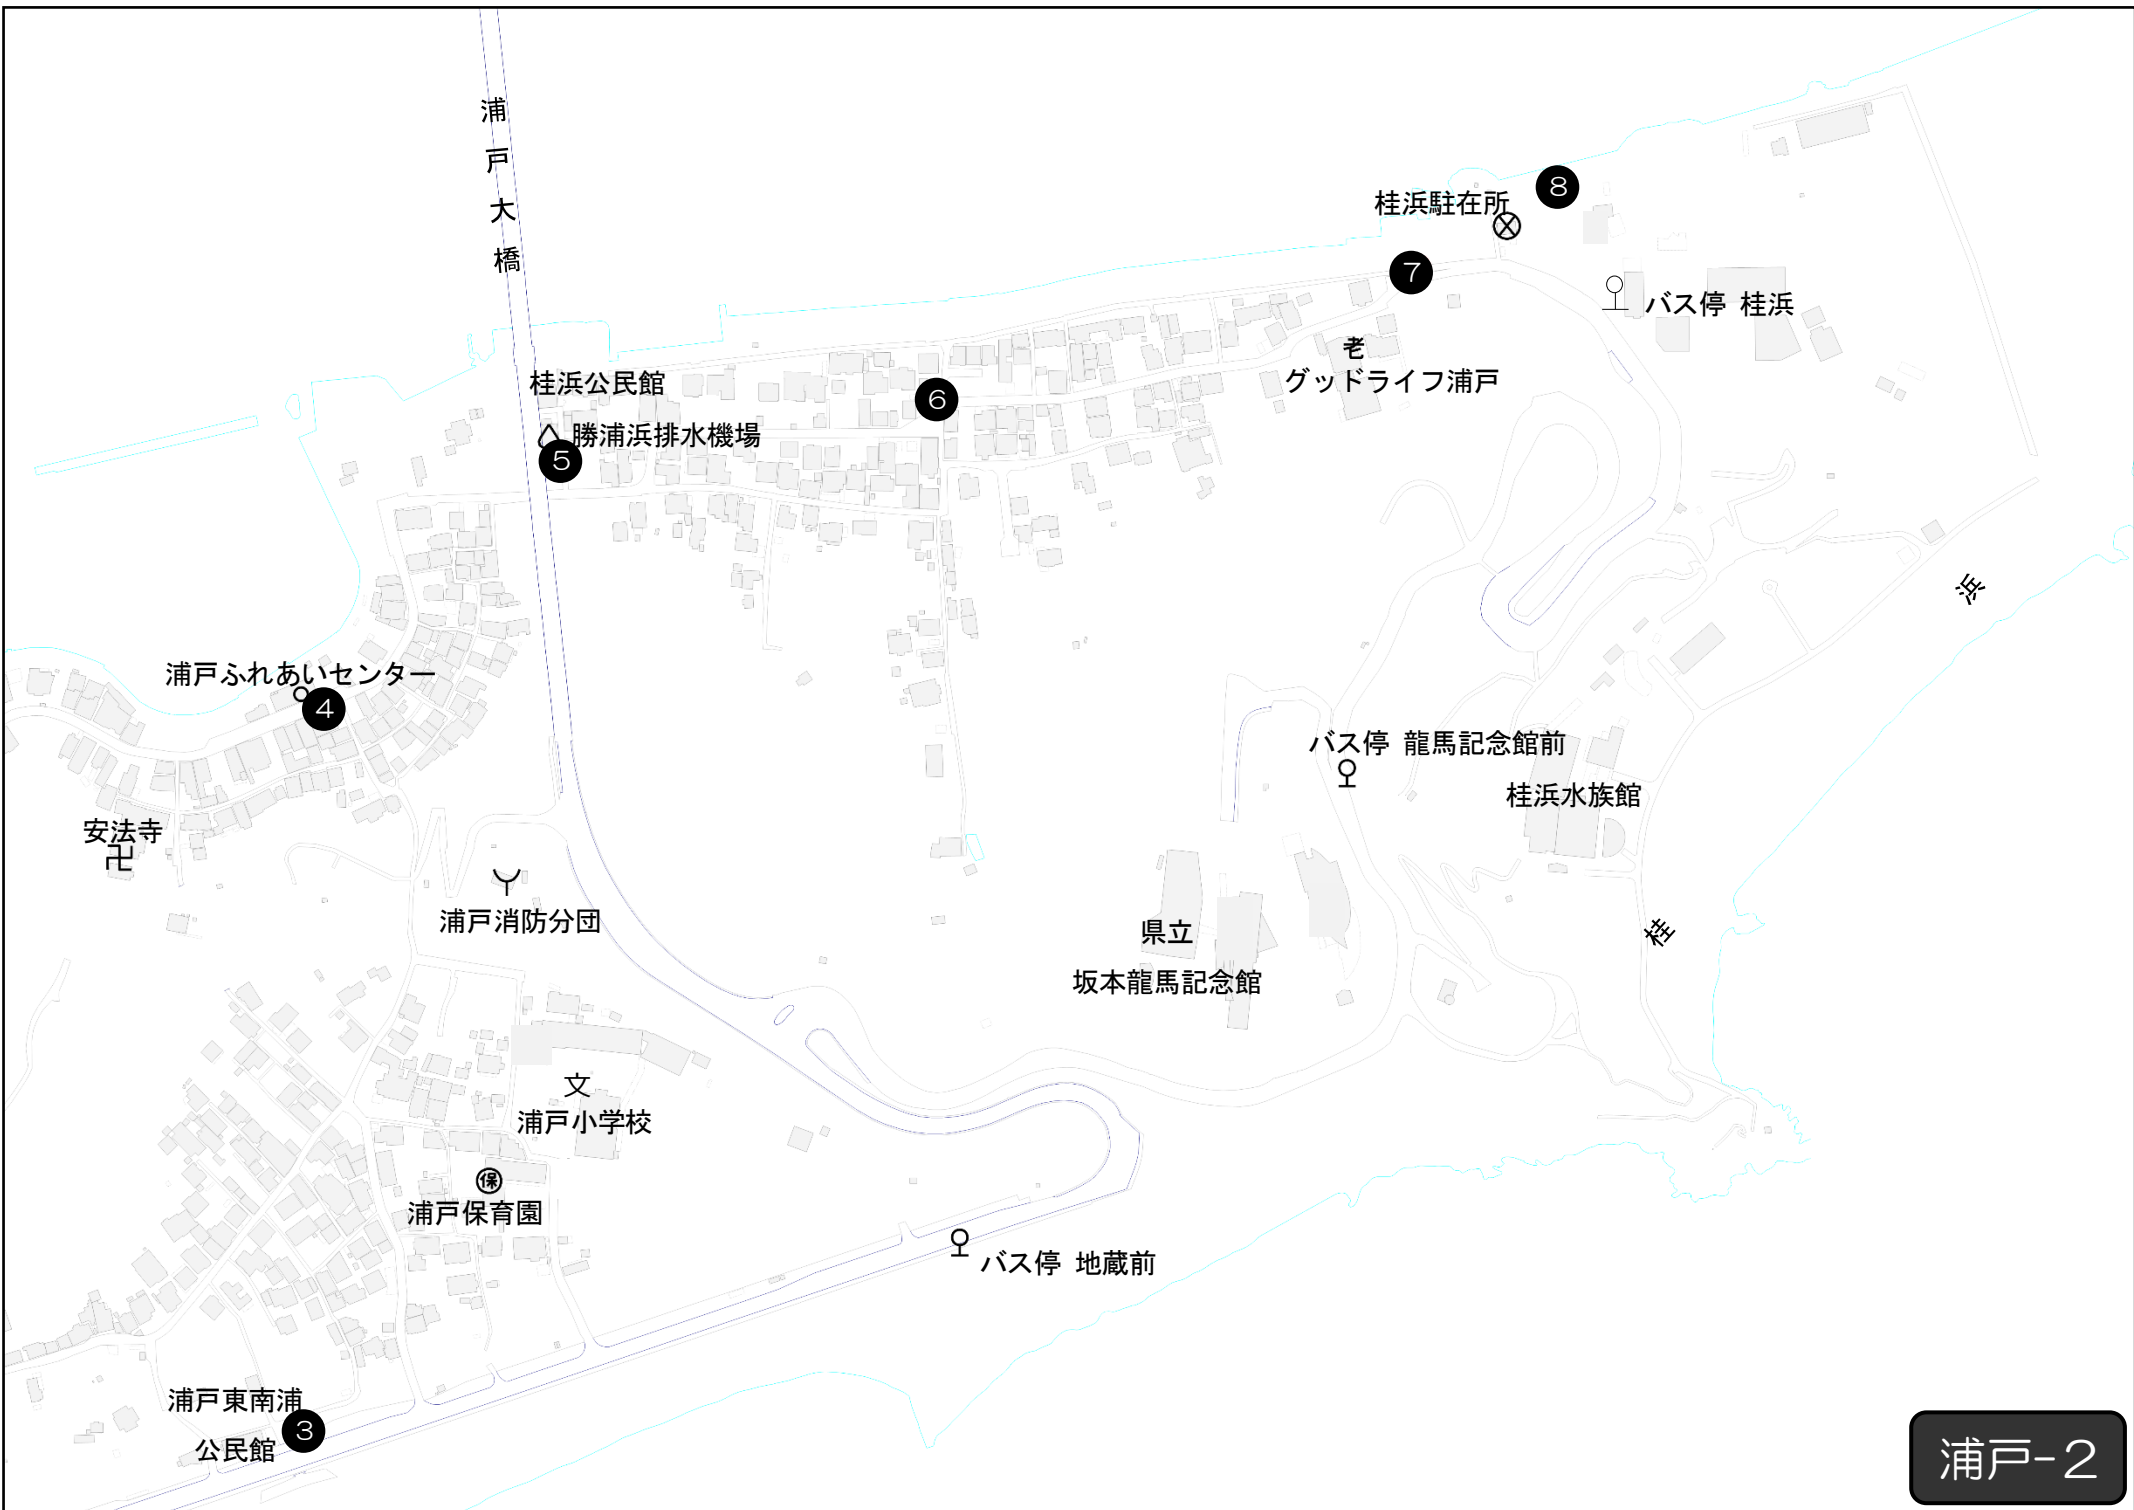 浦戸大橋
桂浜駐在所
8
7
バス停 桂浜
老
グッドライフ浦戸
桂浜公民館
6
勝浦浜排水機場
5
浦戸ふれあいセンター
4
桂浜
バス停 龍馬記念館前
桂浜水族館
安法寺
卍
浦戸消防分団
県立
坂本龍馬記念館
文
浦戸小学校
保
浦戸保育園
バス停 地蔵前
浦戸東南浦
公民館
3
浦戸-2